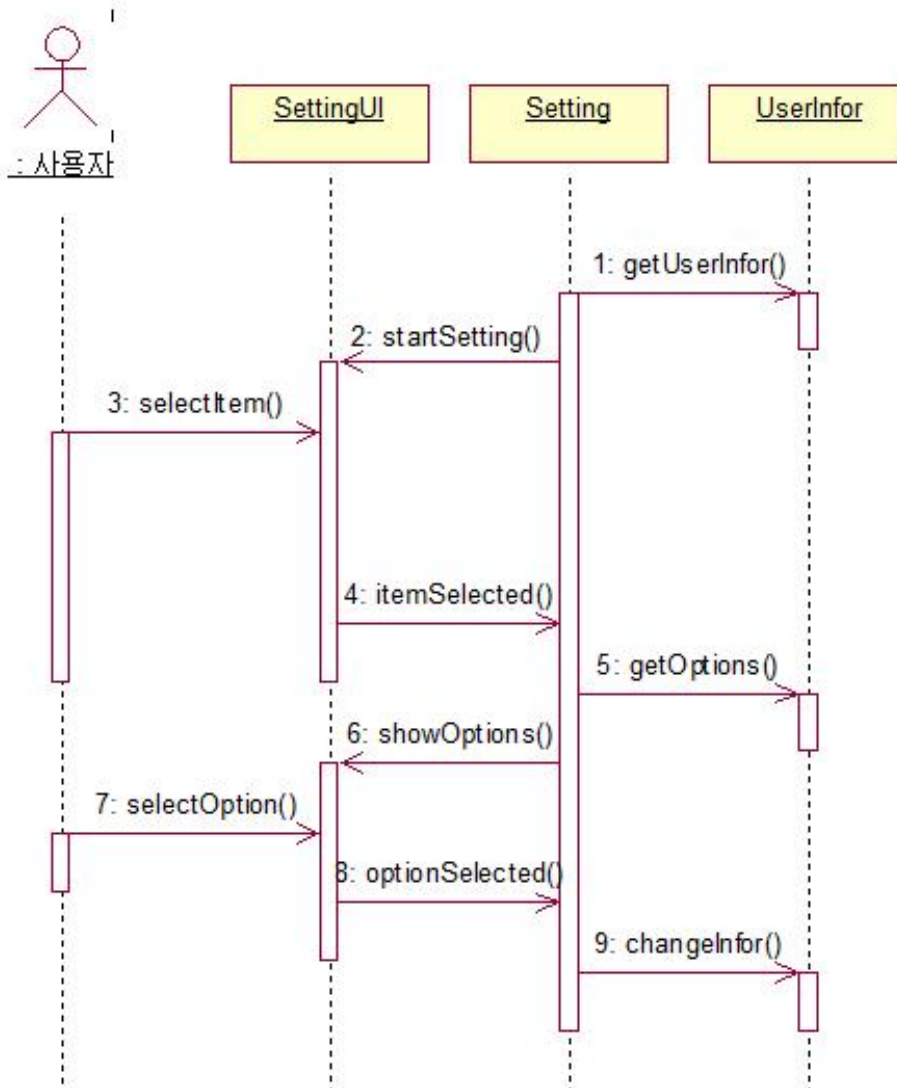 : 사용자
SettingUI
Setting
UserInfor
1: getUserInfor()
2: startSetting()
3: selectItem()
4: itemSelected()
5: getOptions()
6: showOptions()
7: selectOption()
8: optionSelected()
9: changeInfor()